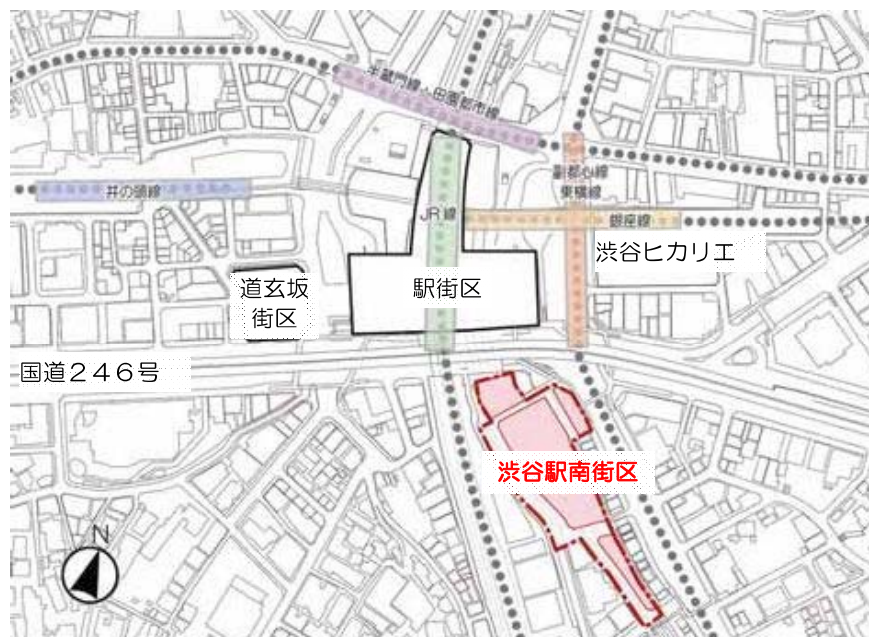 半蔵門線・田園都市線
井の頭線
副都心線
東横線
JR線
銀座線
渋谷ヒカリエ
道玄坂
街区
駅街区
国道246号
渋谷駅南街区
N